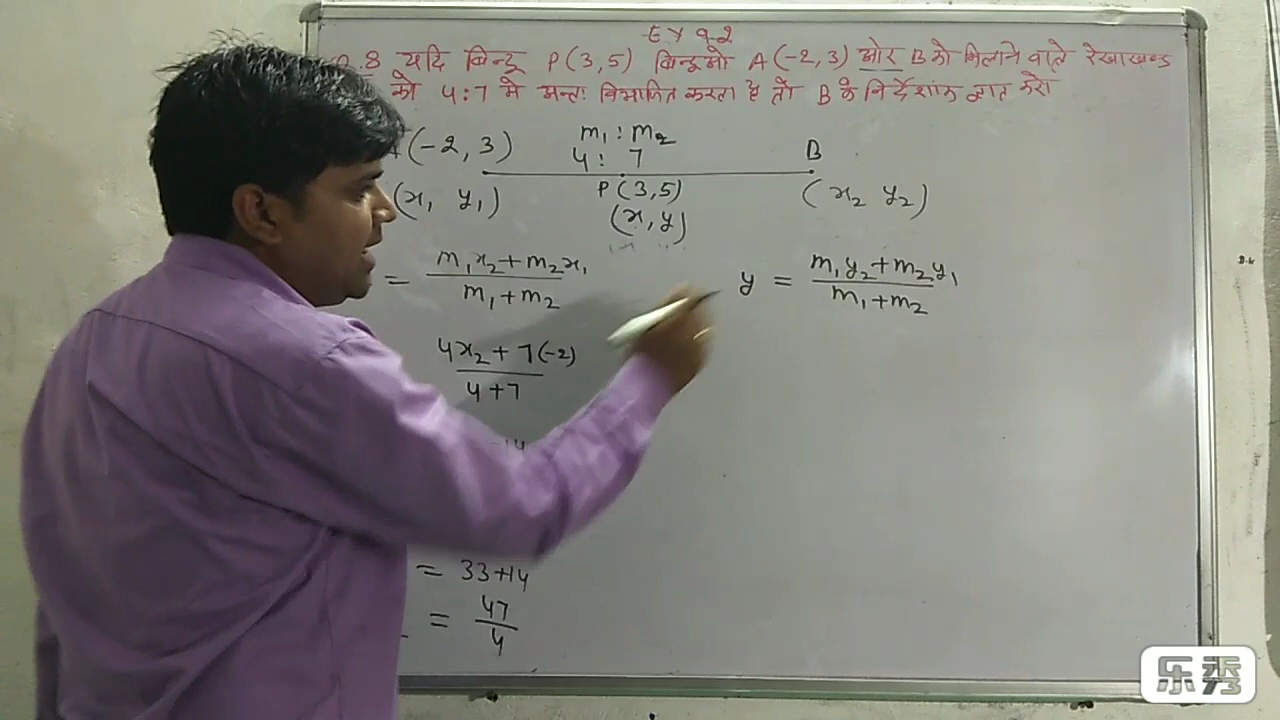 Ex 9.2
Q.8 यदि बिन्दू P(3,5) बिन्दूओ A(-2,3) ओर B को मिलाने वाले रेखाखण्ड
को 4:7 मे अन्तः विभाजित करता है तो B के निर्देशांक ज्ञात करो
(-2, 3) m₁ : m₂ B
4 : 7
(x₁ y₁) P(3,5) (x₂ y₂)
(x, y)
= m₁x₂+m₂x₁ / m₁+m₂ y = m₁y₂+m₂y₁ / m₁+m₂
4x₂+7(-2) / 4+7
= 33+14
= 47 / 4
乐秀